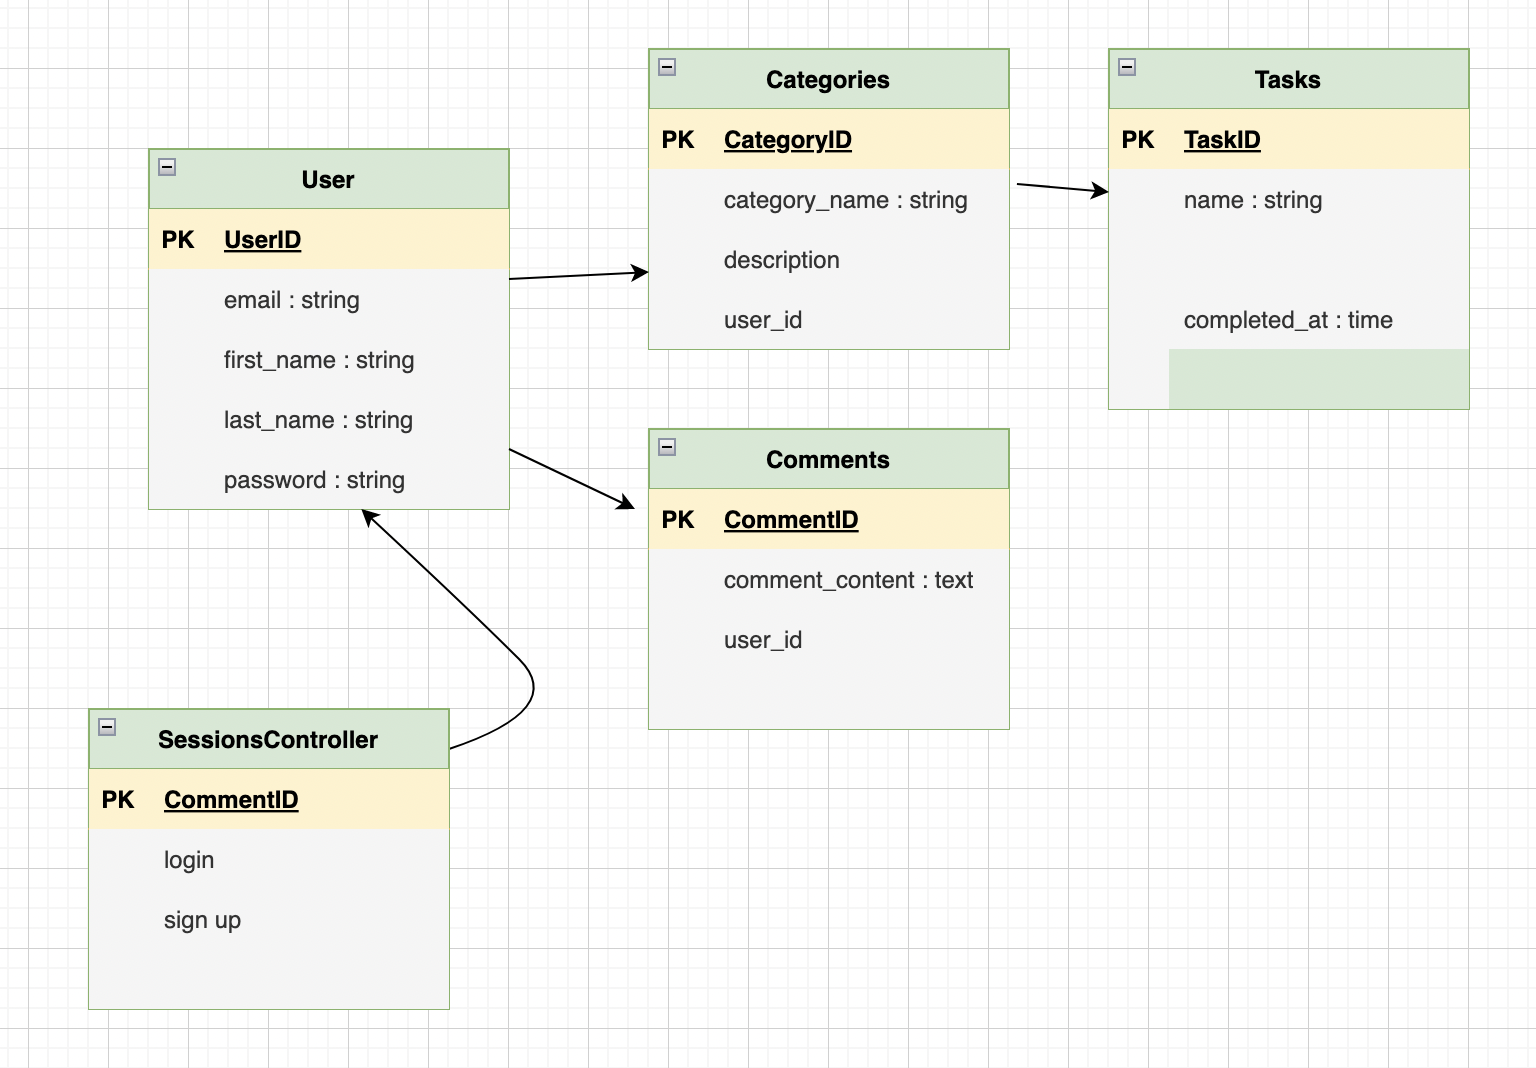 User
PK UserID
email : string
first_name : string
last_name : string
password : string
Categories
PK CategoryID
category_name : string
description
user_id
Tasks
PK TaskID
name : string
completed_at : time
Comments
PK CommentID
comment_content : text
user_id
SessionsController
PK CommentID
login
sign up